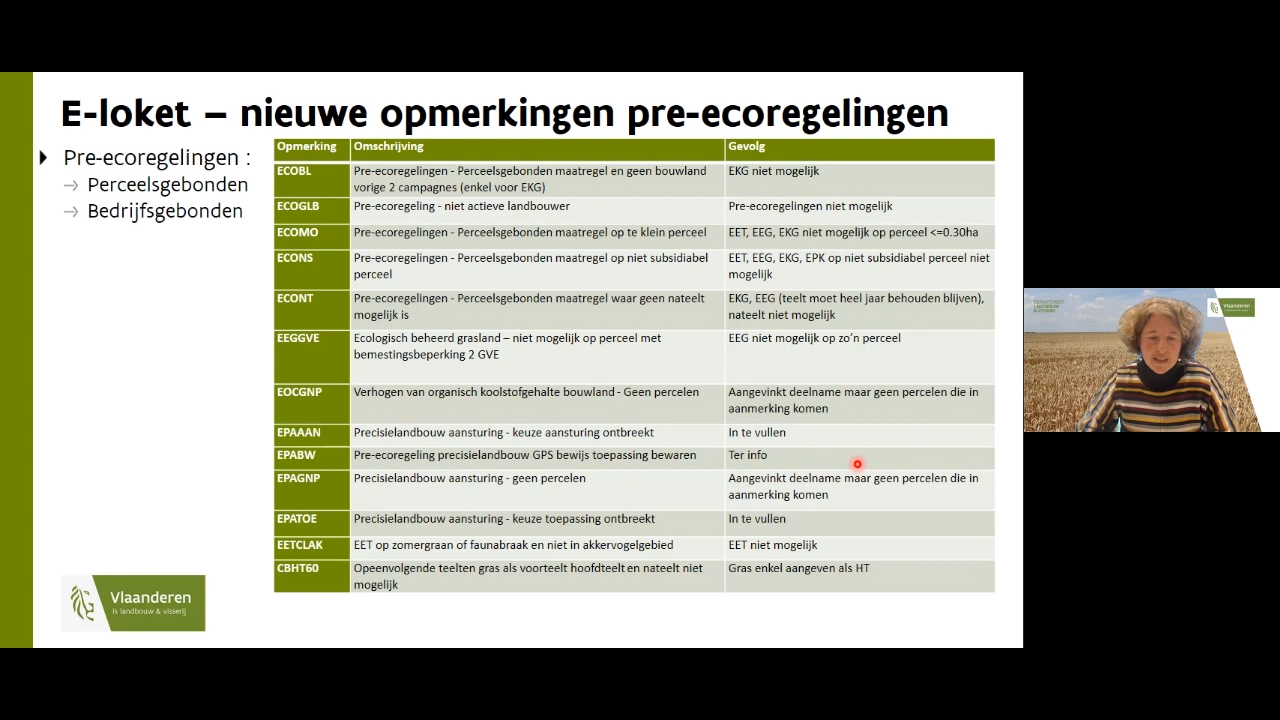 E-loket – nieuwe opmerkingen pre-ecoregelingen
Pre-ecoregelingen :
Perceelsgebonden
Bedrijfsgebonden
Opmerking Omschrijving Gevolg
ECOBL Pre-ecoregelingen - Perceelsgebonden maatregel en geen bouwland EKG niet mogelijk
vorige 2 campagnes (enkel voor EKG)
ECOGLB Pre-ecoregeling - niet actieve landbouwer Pre-ecoregelingen niet mogelijk
ECOMO Pre-ecoregelingen - Perceelsgebonden maatregel op te klein perceel EET, EEG, EKG niet mogelijk op perceel <=0.30ha
ECONS Pre-ecoregelingen - Perceelsgebonden maatregel op niet subsidiabel EET, EEG, EKG, EPK op niet subsidiabel perceel niet
perceel mogelijk
ECONT Pre-ecoregelingen - Perceelsgebonden maatregel waar geen nateelt EKG, EEG (teelt moet heel jaar behouden blijven),
mogelijk is nateelt niet mogelijk
EEGGVE Ecologisch beheerd grasland – niet mogelijk op perceel met EEG niet mogelijk op zo’n perceel
bemestingsbeperking 2 GVE
EOCGNP Verhogen van organisch koolstofgehalte bouwland - Geen percelen Aangevinkt deelname maar geen percelen die in
aanmerking komen
EPAAAN Precisielandbouw aansturing - keuze aansturing ontbreekt In te vullen
EPABW Pre-ecoregeling precisielandbouw GPS bewijs toepassing bewaren Ter info
EPAGNP Precisielandbouw aansturing - geen percelen Aangevinkt deelname maar geen percelen die in
aanmerking komen
EPATOE Precisielandbouw aansturing - keuze toepassing ontbreekt In te vullen
EETCLAK EET op zomergraan of faunabraak en niet in akkervogelgebied EET niet mogelijk
CBHT60 Opeenvolgende teelten gras als voorteelt hoofdteelt en nateelt niet Gras enkel aangeven als HT
mogelijk
Vlaanderen
is landbouw & visserij
DEPARTEMENT
LANDBOUW
& VISSERIJ
Vlaanderen